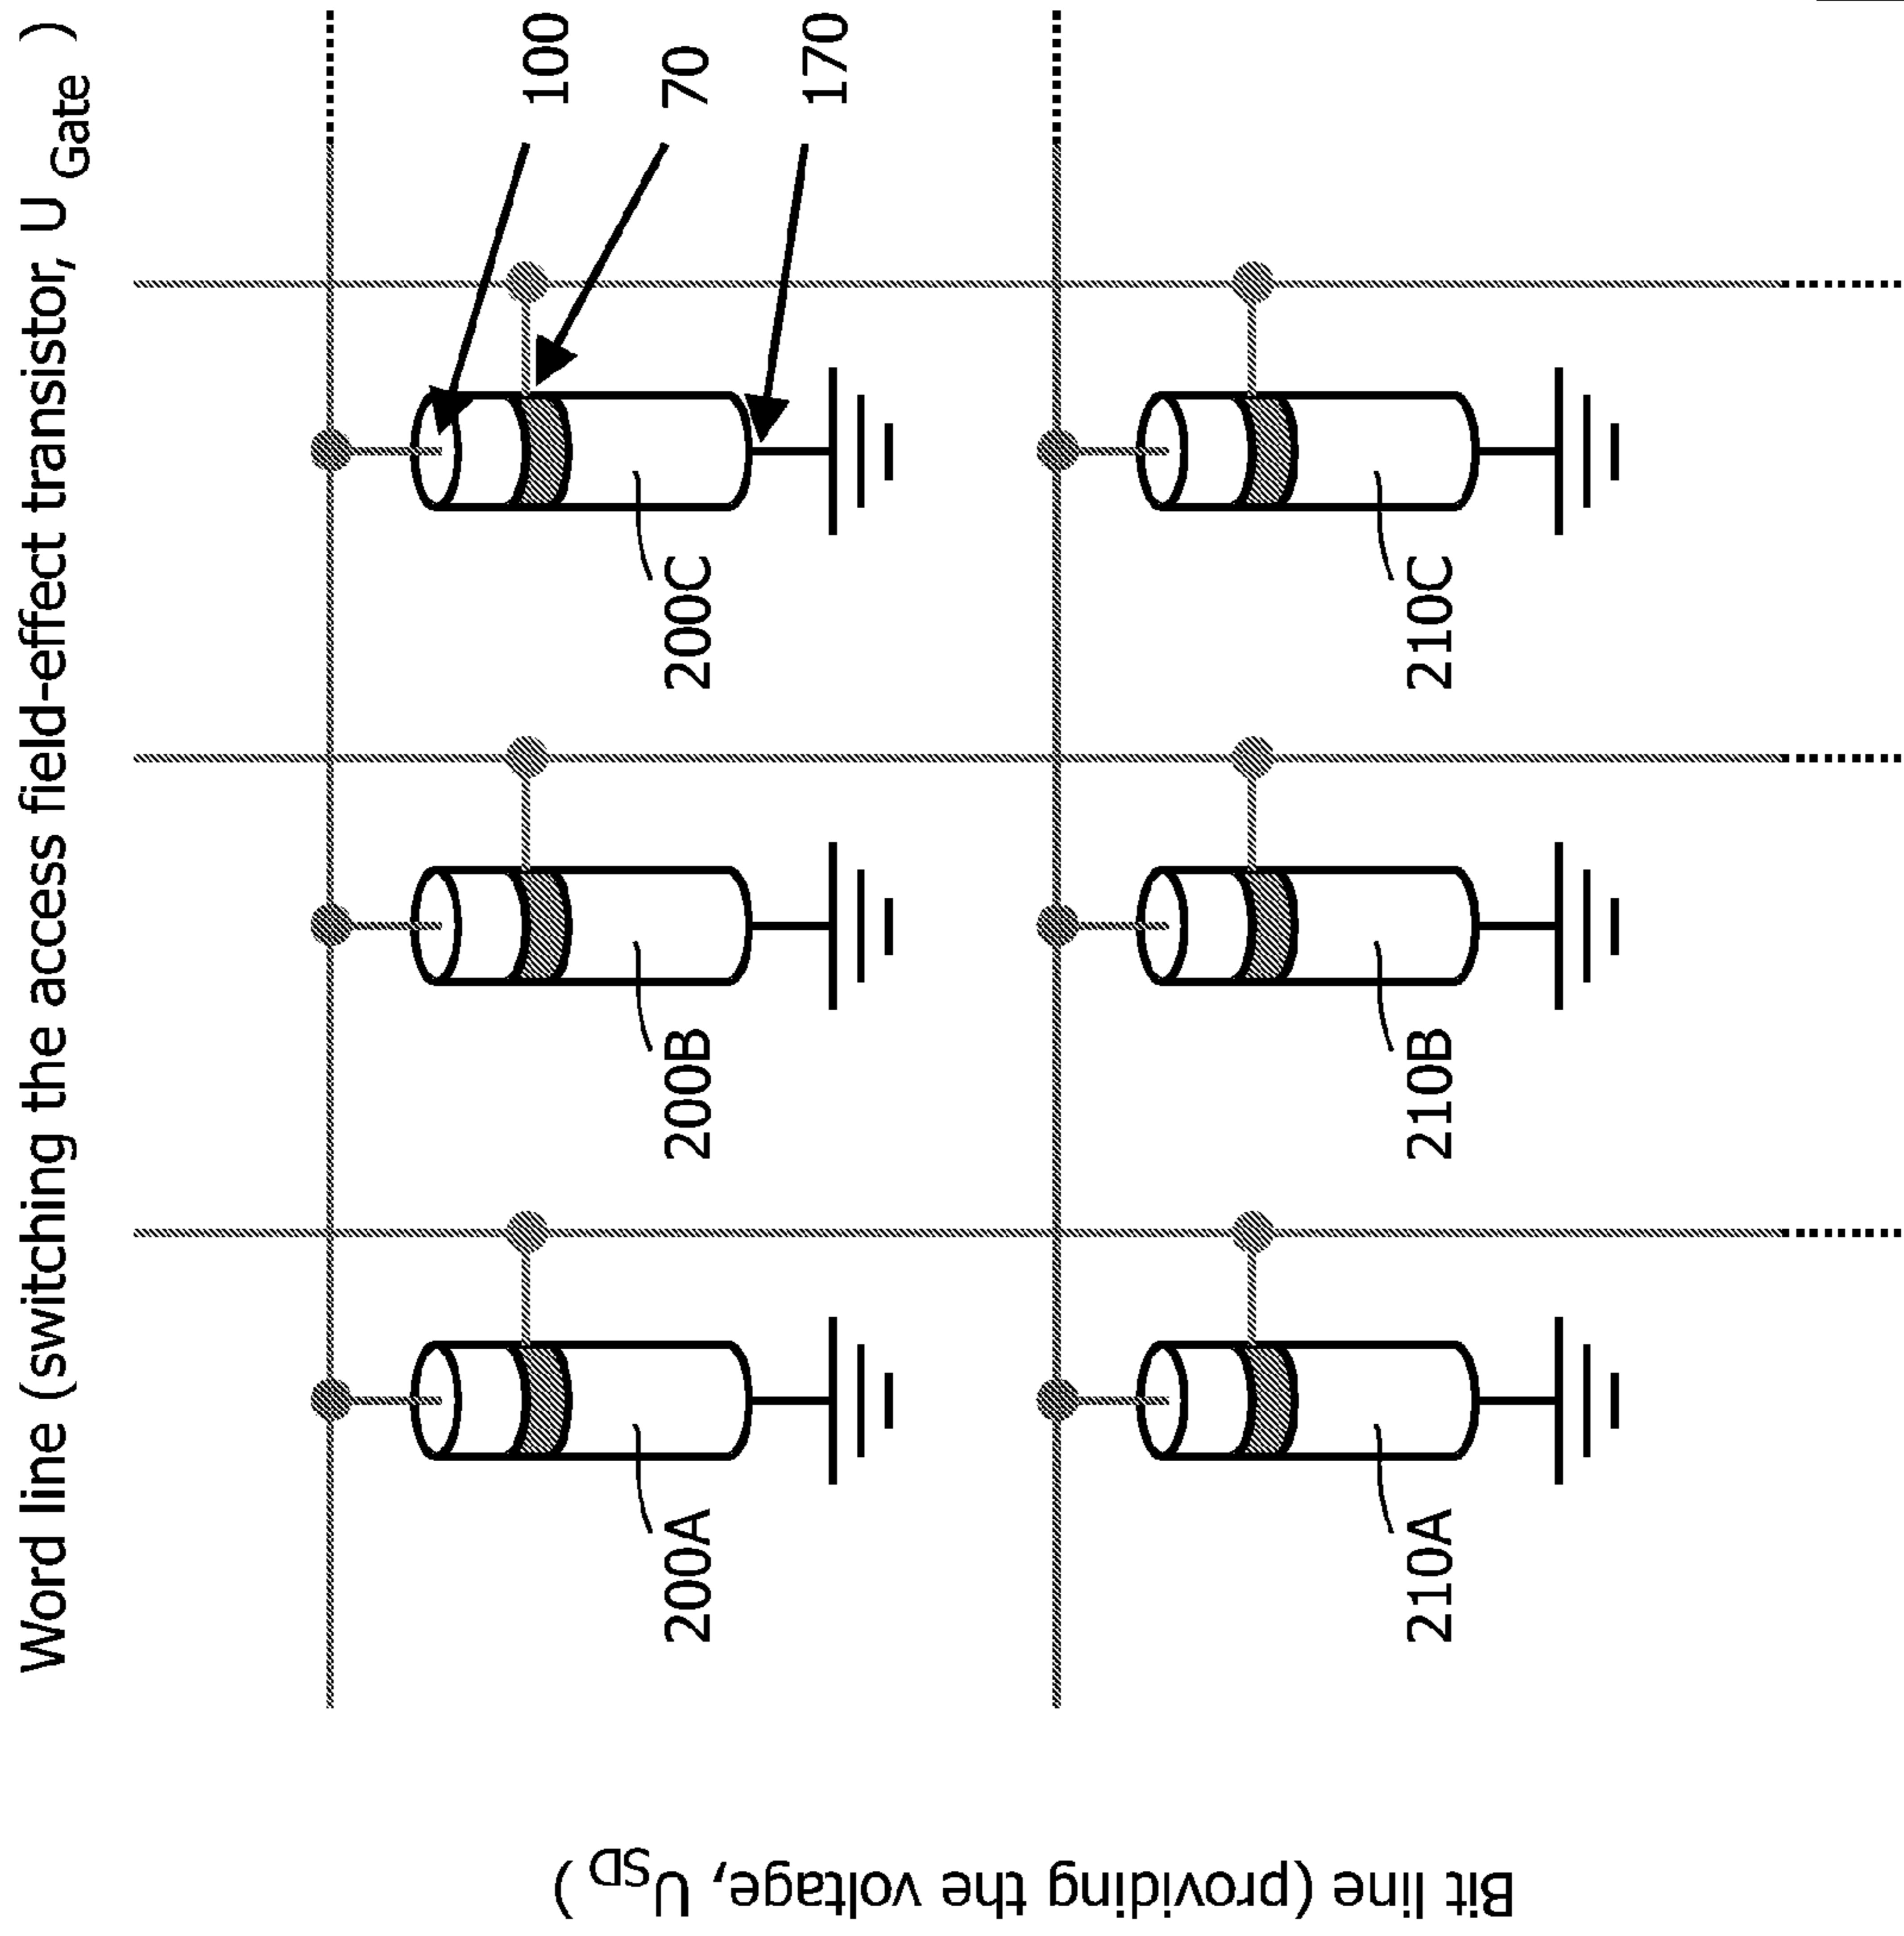 Word line (switching the access field-effect transistor, U Gate )
100
70
170
200A
200B
200C
210A
210B
210C
Bit line (providing the voltage, USD )